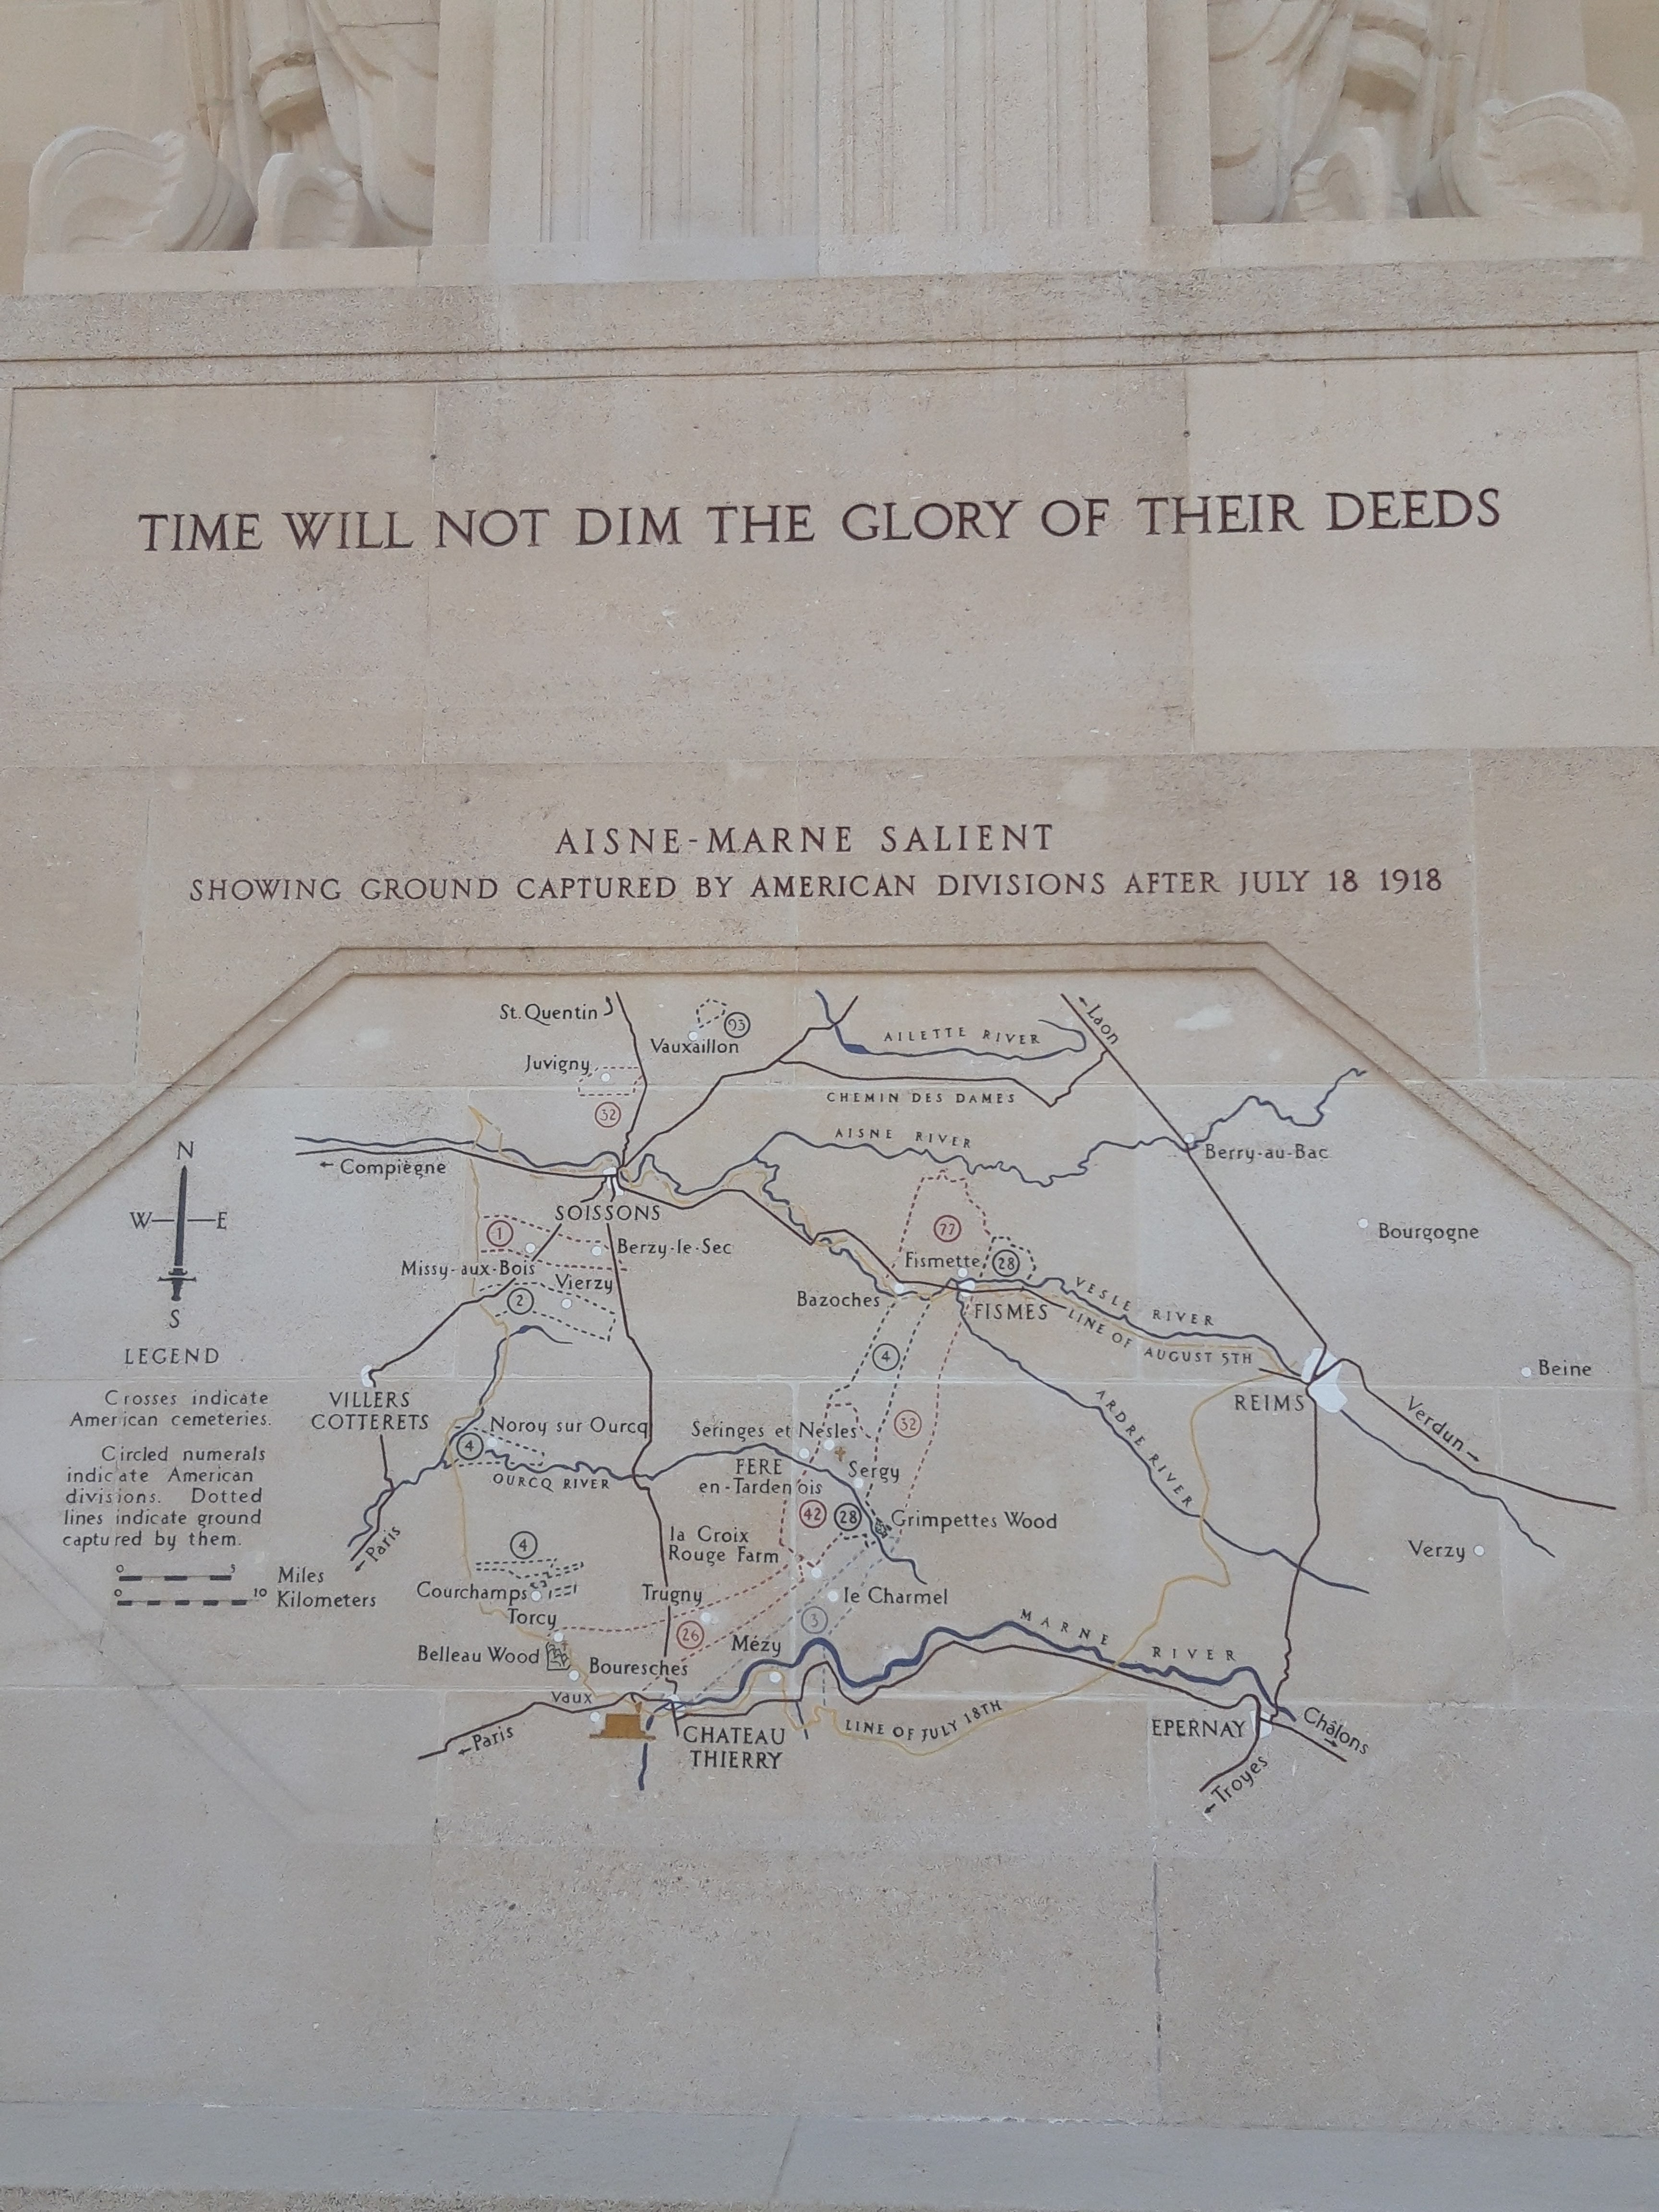 TIME WILL NOT DIM THE GLORY OF THEIR DEEDS
AISNE-MARNE SALIENT
SHOWING GROUND CAPTURED BY AMERICAN DIVISIONS AFTER JULY 18 1918
St. Quentin
93
Vauxaillon
AILETTE RIVER
Laon
Juvigny
32
CHEMIN DES DAMES
AISNE RIVER
Berry-au-Bac
N
W E
S
Compiègne
SOISSONS
1
Berzy-le-Sec
Missy-aux-Bois
Vierzy
2
77
Fismette
28
Bazoches
FISMES
VESLE RIVER
LINE OF AUGUST 5TH
Bourgogne
Beine
REIMS
Verdun
4
ARDRE RIVER
32
LEGEND
Crosses indicate
American cemeteries.
Circled numerals
indicate American
divisions. Dotted
lines indicate ground
captured by them.
0 5
Miles
0 10
Kilometers
VILLERS
COTTERETS
Noroy sur Ourcq
4
OURCQ RIVER
Paris
Seringes et Nesles
FERE
en-Tardenois
Sergy
42
28
Grimpettes Wood
la Croix
Rouge Farm
Verzy
4
Courchamps
Trugny
le Charmel
Torcy
3
26
Mézy
MARNE RIVER
Belleau Wood
Bouresches
Vaux
Paris
CHATEAU
THIERRY
LINE OF JULY 18TH
EPERNAY
Châlons
Troyes